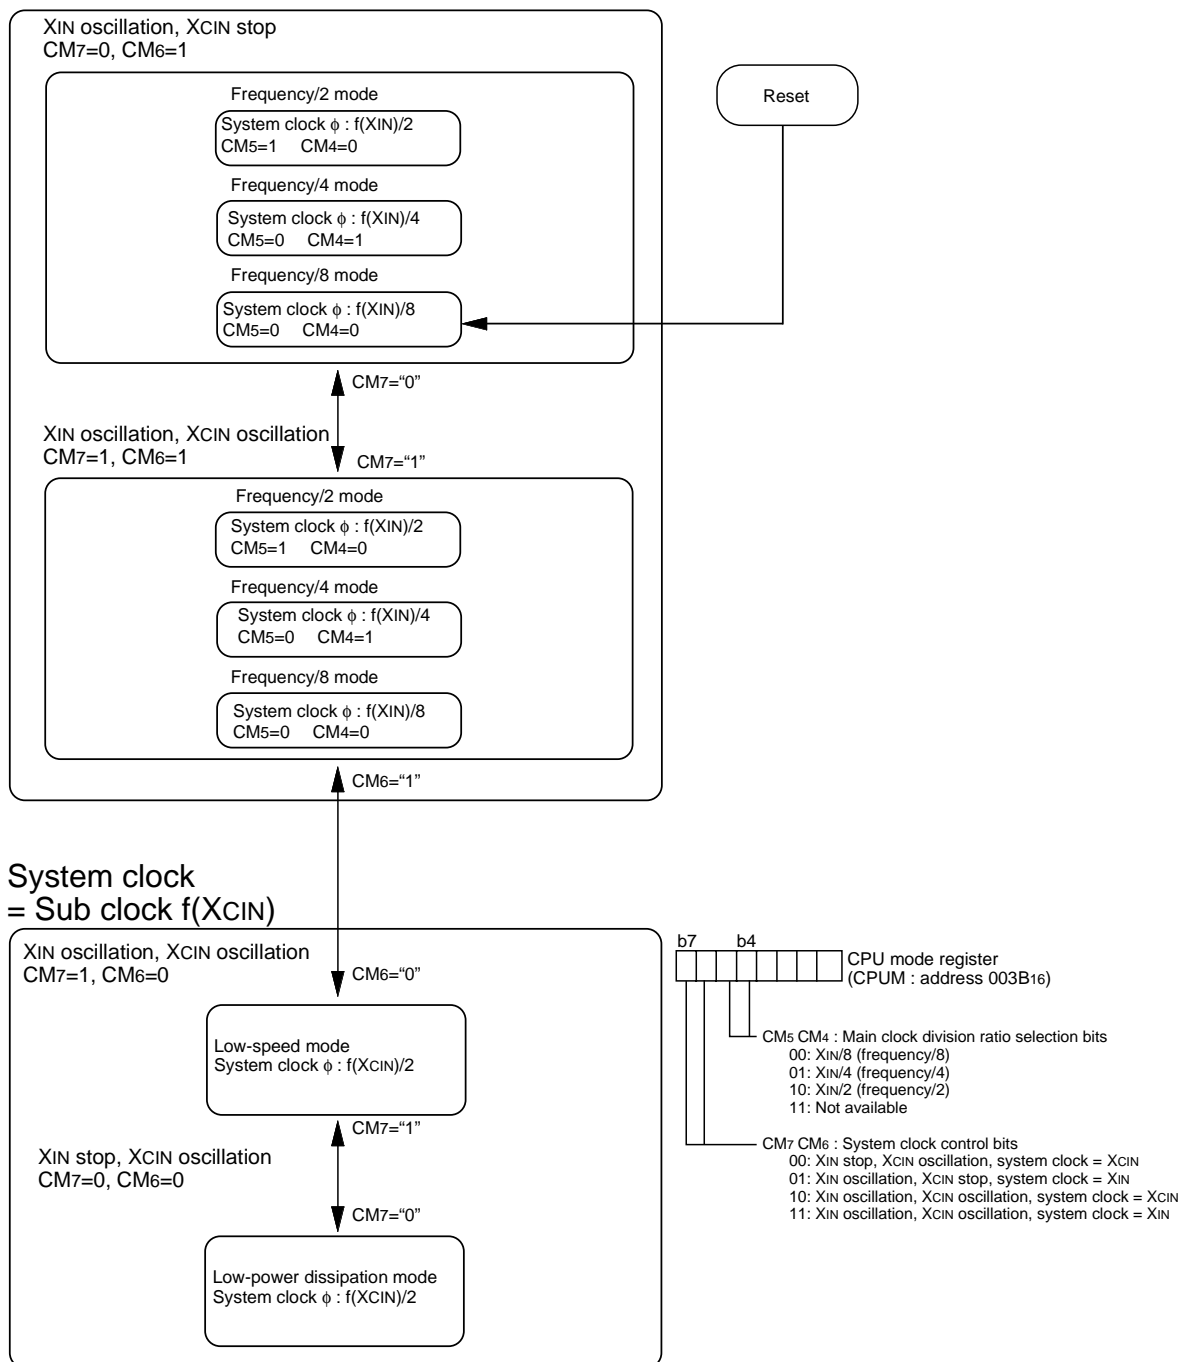 XIN oscillation, XCIN stop
CM7=0, CM6=1
Frequency/2 mode
System clock ϕ : f(XIN)/2
CM5=1 CM4=0
Frequency/4 mode
System clock ϕ : f(XIN)/4
CM5=0 CM4=1
Frequency/8 mode
System clock ϕ : f(XIN)/8
CM5=0 CM4=0
Reset
CM7=“0”
XIN oscillation, XCIN oscillation
CM7=1, CM6=1
CM7=“1”
Frequency/2 mode
System clock ϕ : f(XIN)/2
CM5=1 CM4=0
Frequency/4 mode
System clock ϕ : f(XIN)/4
CM5=0 CM4=1
Frequency/8 mode
System clock ϕ : f(XIN)/8
CM5=0 CM4=0
CM6=“1”
System clock
= Sub clock f(XCIN)
XIN oscillation, XCIN oscillation
CM7=1, CM6=0
CM6=“0”
Low-speed mode
System clock ϕ : f(XCIN)/2
CM7=“1”
XIN stop, XCIN oscillation
CM7=0, CM6=0
CM7=“0”
Low-power dissipation mode
System clock ϕ : f(XCIN)/2
b7 b4
CPU mode register
(CPUM : address 003B16)
CM5 CM4 : Main clock division ratio selection bits
00: XIN/8 (frequency/8)
01: XIN/4 (frequency/4)
10: XIN/2 (frequency/2)
11: Not available
CM7 CM6 : System clock control bits
00: XIN stop, XCIN oscillation, system clock = XCIN
01: XIN oscillation, XCIN stop, system clock = XIN
10: XIN oscillation, XCIN oscillation, system clock = XCIN
11: XIN oscillation, XCIN oscillation, system clock = XIN